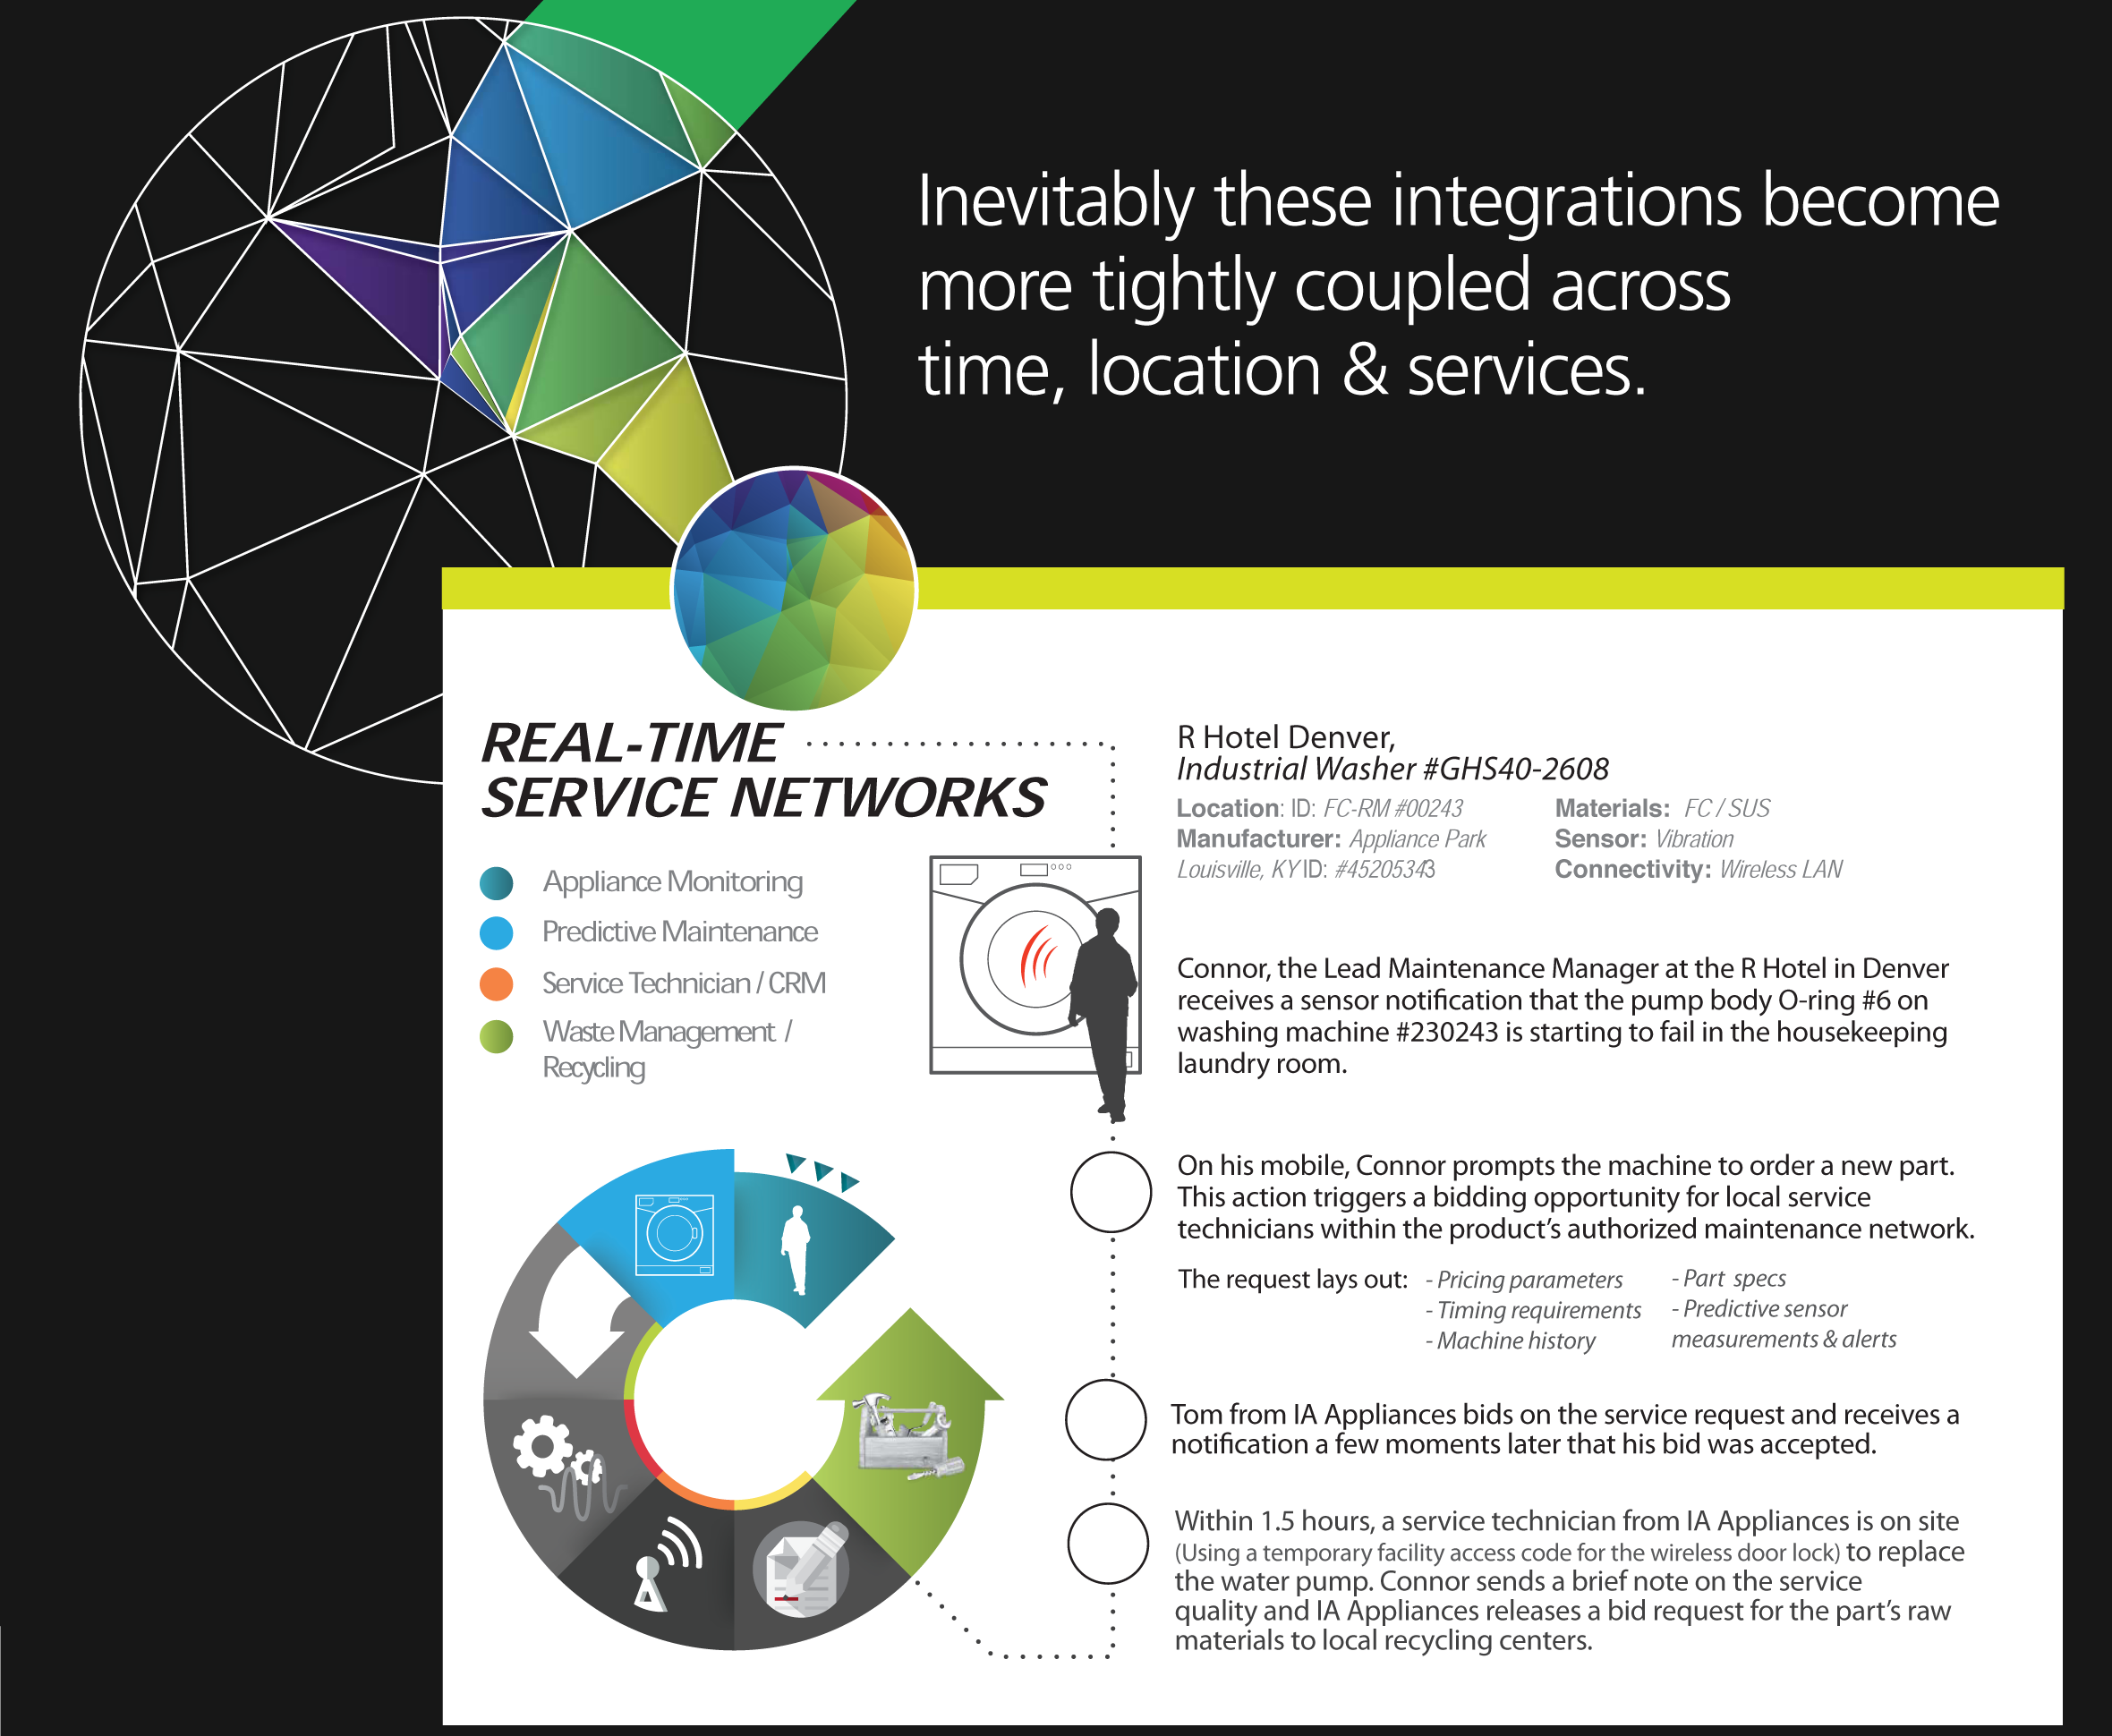 Inevitably these integrations become
more tightly coupled across
time, location & services.
REAL-TIME
SERVICE NETWORKS
Appliance Monitoring
Predictive Maintenance
Service Technician / CRM
Waste Management /
Recycling
R Hotel Denver,
Industrial Washer #GHS40-2608
Location: ID: FC-RM #00243
Manufacturer: Appliance Park
Louisville, KY ID: #45205343
Materials: FC / SUS
Sensor: Vibration
Connectivity: Wireless LAN
Connor, the Lead Maintenance Manager at the R Hotel in Denver
receives a sensor notification that the pump body O-ring #6 on
washing machine #230243 is starting to fail in the housekeeping
laundry room.
On his mobile, Connor prompts the machine to order a new part.
This action triggers a bidding opportunity for local service
technicians within the product's authorized maintenance network.
The request lays out:
- Pricing parameters
- Timing requirements
- Machine history
- Part specs
- Predictive sensor
measurements & alerts
Tom from IA Appliances bids on the service request and receives a
notification a few moments later that his bid was accepted.
Within 1.5 hours, a service technician from IA Appliances is on site
(Using a temporary facility access code for the wireless door lock) to replace
the water pump. Connor sends a brief note on the service
quality and IA Appliances releases a bid request for the part's raw
materials to local recycling centers.